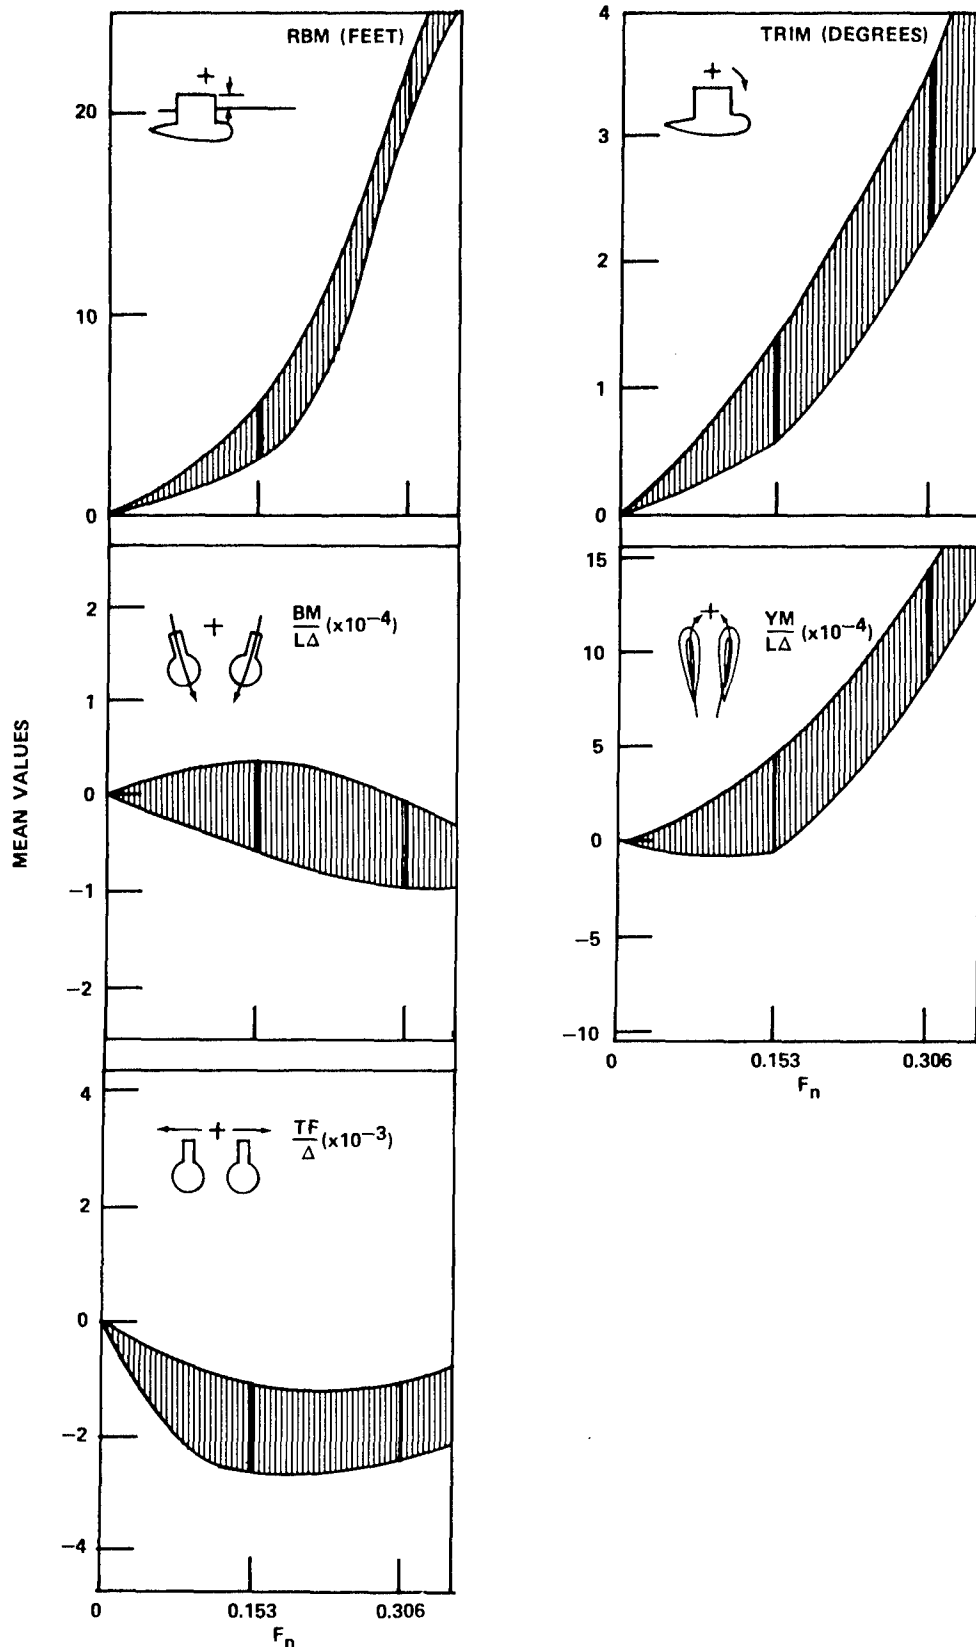 RBM (FEET)
20
10
0
TRIM (DEGREES)
4
3
2
1
0
MEAN VALUES
BM
LΔ (x10−4)
2
1
0
−1
−2
YM
LΔ (x10−4)
15
10
5
0
−5
−10
0 0.153 0.306
Fn
TF
Δ (x10−3)
4
2
0
−2
−4
0 0.153 0.306
Fn